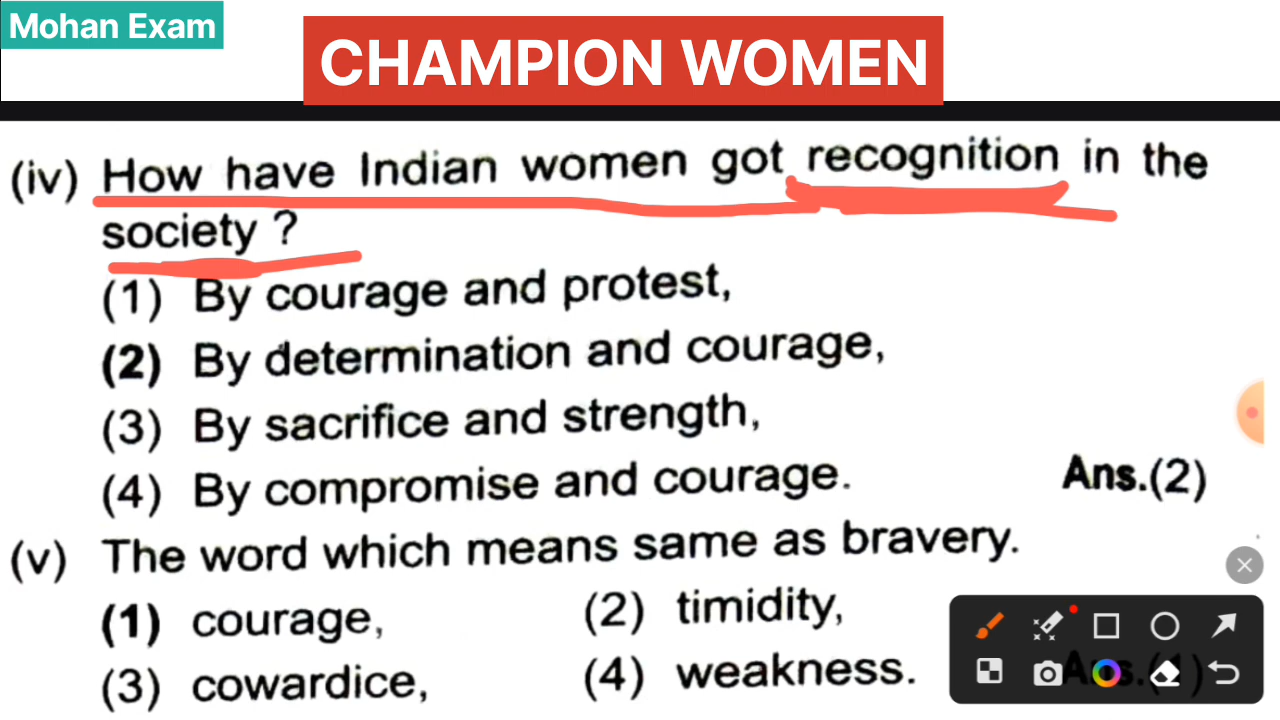 Mohan Exam
CHAMPION WOMEN
(iv) How have Indian women got recognition in the
society ?
(1) By courage and protest,
(2) By determination and courage,
(3) By sacrifice and strength,
(4) By compromise and courage. Ans.(2)
(v) The word which means same as bravery.
(1) courage, (2) timidity,
(3) cowardice, (4) weakness. Ans.(1)